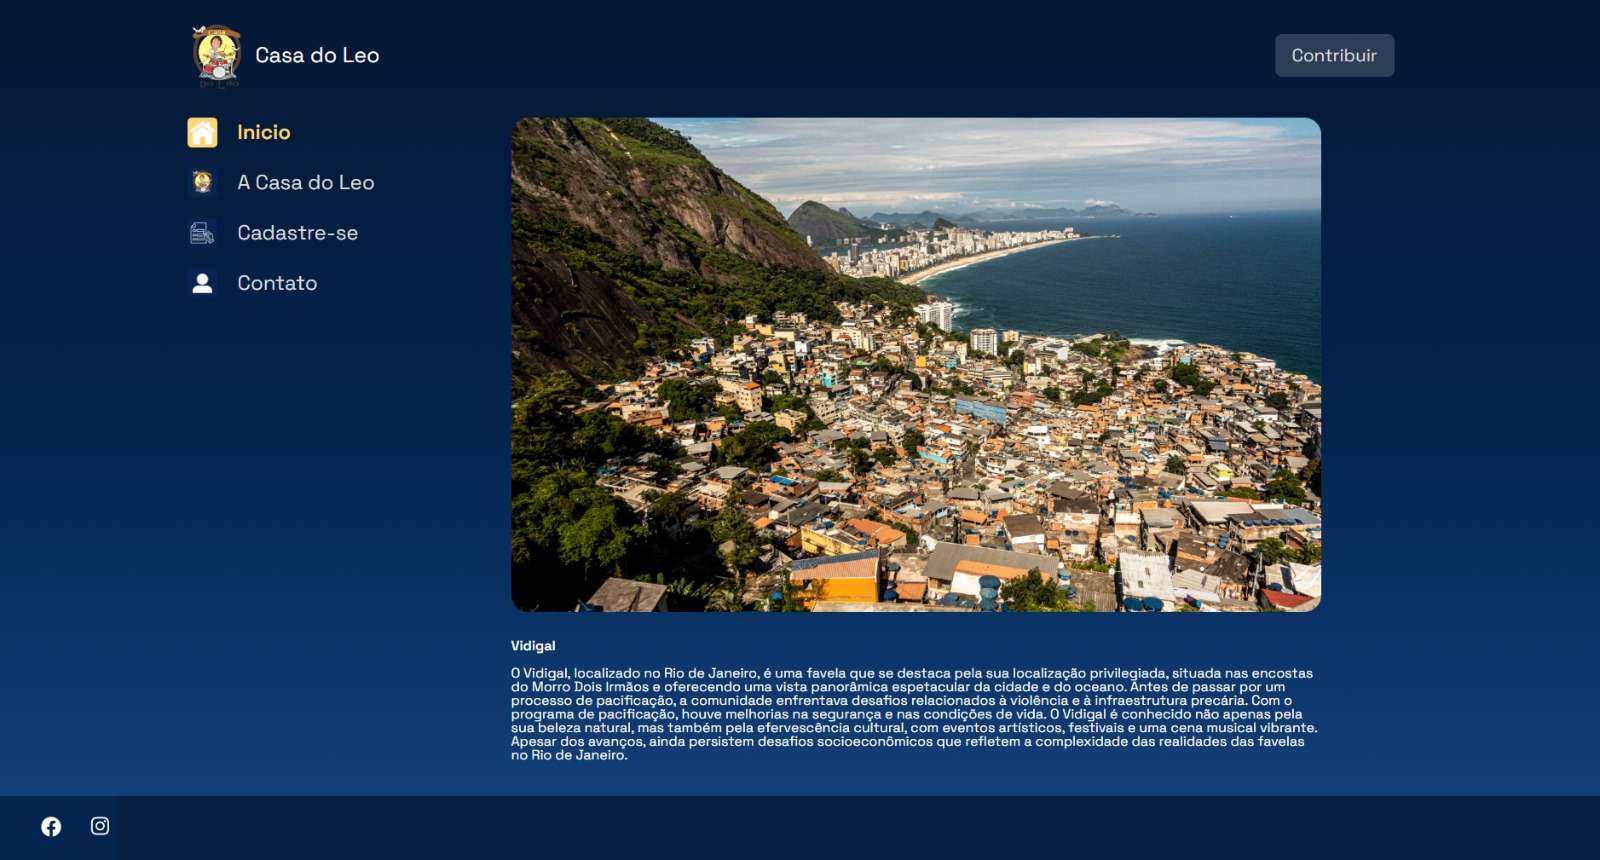 Casa do Leo
Contribuir
Inicio
A Casa do Leo
Cadastre-se
Contato
Vidigal
O Vidigal, localizado no Rio de Janeiro, é uma favela que se destaca pela sua localização privilegiada, situada nas encostas
do Morro Dois Irmãos e oferecendo uma vista panorâmica espetacular da cidade e do oceano. Antes de passar por um
processo de pacificação, a comunidade enfrentava desafios relacionados à violência e à infraestrutura precária. Com o
programa de pacificação, houve melhorias na segurança e nas condições de vida. O Vidigal é conhecido não apenas pela
sua beleza natural, mas também pela efervescência cultural, com eventos artísticos, festivais e uma cena musical vibrante.
Apesar dos avanços, ainda persistem desafios socioeconômicos que refletem a complexidade das realidades das favelas
no Rio de Janeiro.